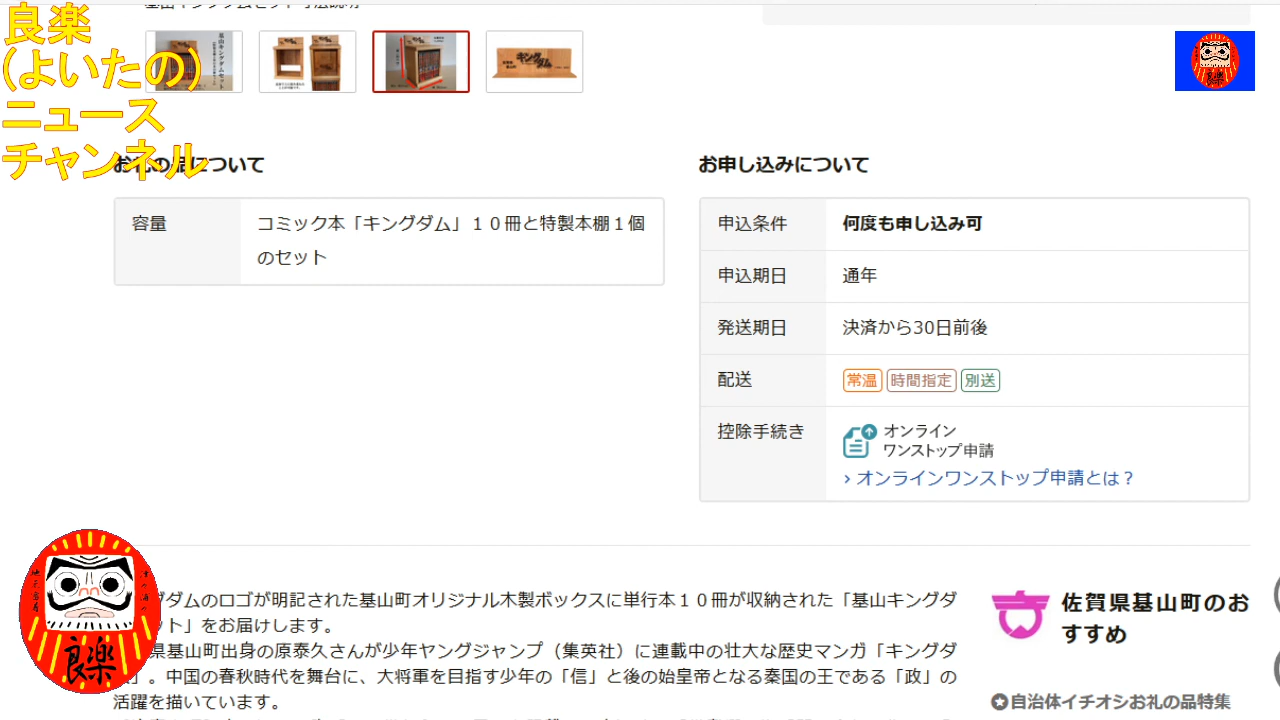 良楽
(よいたの)
ニュース
チャンネル
お礼の品について
容量
コミック本「キングダム」１０冊と特製本棚１個
のセット
お申し込みについて
申込条件
何度も申し込み可
申込期日
通年
発送期日
決済から30日前後
配送
常温 時間指定 別送
控除手続き
オンライン
ワンストップ申請
› オンラインワンストップ申請とは？
グダムのロゴが明記された基山町オリジナル木製ボックスに単行本１０冊が収納された「基山キングダ
ット」をお届けします。
県基山町出身の原泰久さんが少年ヤングジャンプ（集英社）に連載中の壮大な歴史マンガ「キングダ
」。中国の春秋時代を舞台に、大将軍を目指す少年の「信」と後の始皇帝となる秦国の王である「政」の
活躍を描いています。
佐賀県基山町のお
すすめ
自治体イチオシお礼の品特集
良楽